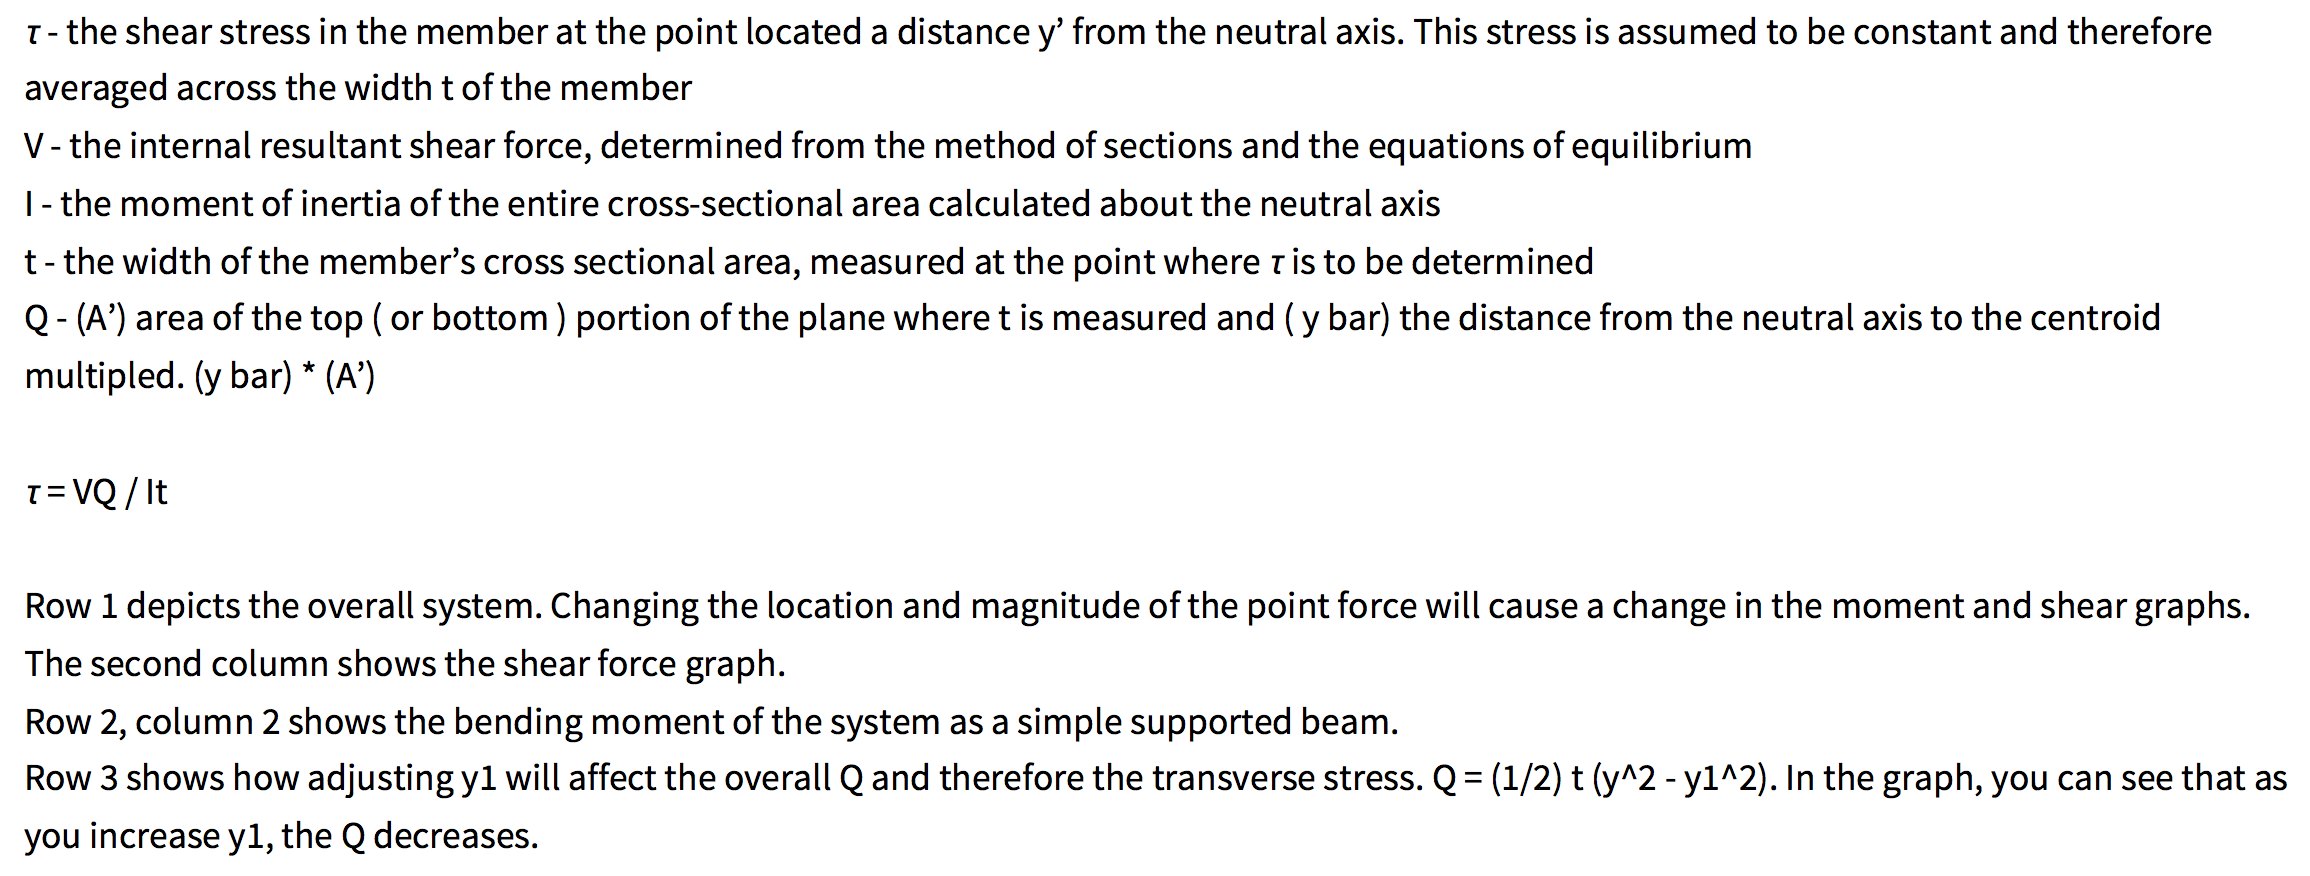 τ - the shear stress in the member at the point located a distance y’ from the neutral axis. This stress is assumed to be constant and therefore
averaged across the width t of the member
V - the internal resultant shear force, determined from the method of sections and the equations of equilibrium
I - the moment of inertia of the entire cross-sectional area calculated about the neutral axis
t - the width of the member’s cross sectional area, measured at the point where τ is to be determined
Q - (A’) area of the top ( or bottom ) portion of the plane where t is measured and ( y bar) the distance from the neutral axis to the centroid
multipled. (y bar) * (A’)
τ = VQ / It
Row 1 depicts the overall system. Changing the location and magnitude of the point force will cause a change in the moment and shear graphs.
The second column shows the shear force graph.
Row 2, column 2 shows the bending moment of the system as a simple supported beam.
Row 3 shows how adjusting y1 will affect the overall Q and therefore the transverse stress. Q = (1/2) t (y^2 - y1^2). In the graph, you can see that as
you increase y1, the Q decreases.